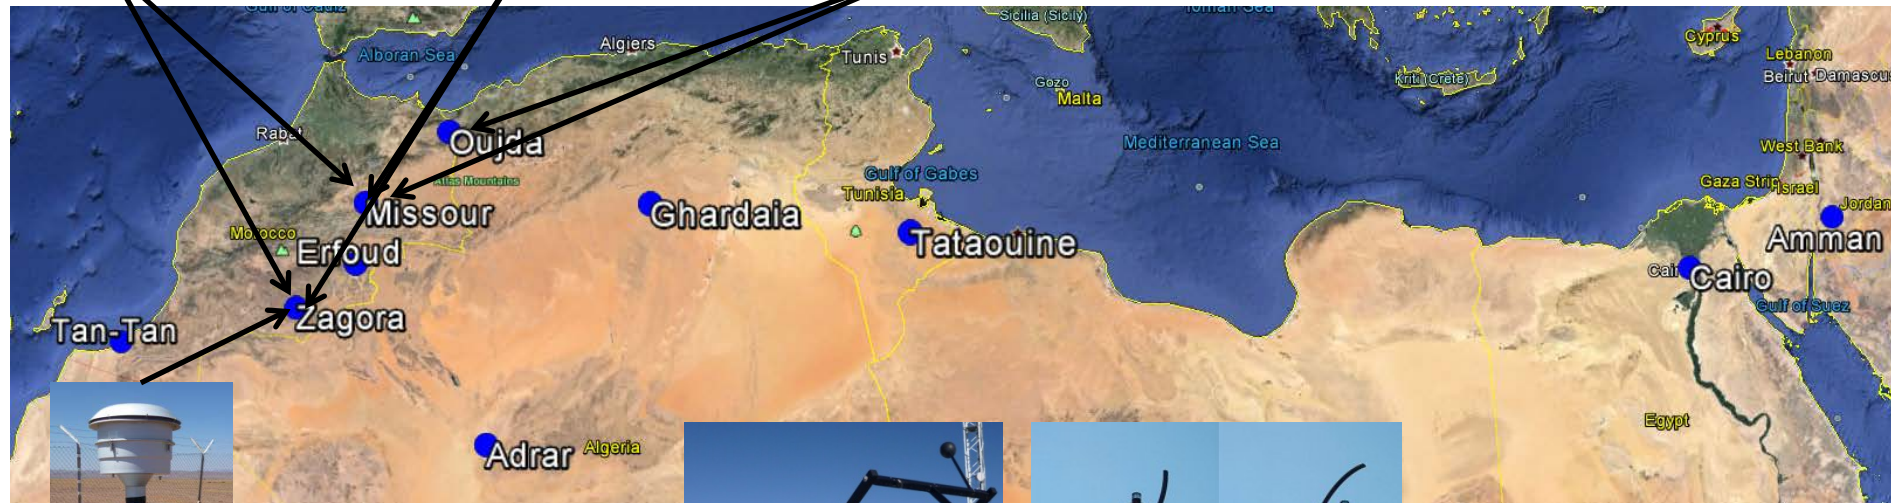 Gulf of Cadiz
Sicilia (Sicily)
Ionian Sea
Cyprus
Alboran Sea
Algiers
Tunis
Lebanon
Beirut
Damascus
Gozo
Malta
Kriti (Crete)
Rabat
Oujda
Mediterranean Sea
West Bank
Atlas Mountains
Gulf of Gabes
Tunisia
Gaza Strip
Israel
Jordan
Missour
Ghardaia
Morocco
Erfoud
Tataouine
Amman
Cair
Cairo
Gulf of Suez
Tan-Tan
Zagora
Egypt
Adrar
Algeria